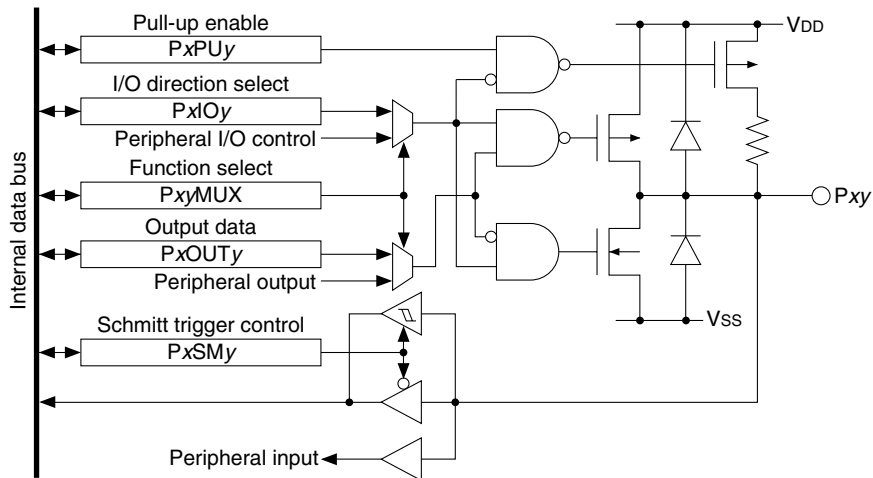 Pull-up enable
PxPUy
VDD
I/O direction select
PxIOy
Peripheral I/O control
Function select
PxyMUX
Pxy
Output data
PxOUTy
Peripheral output
Internal data bus
VSS
Schmitt trigger control
PxSMy
Peripheral input